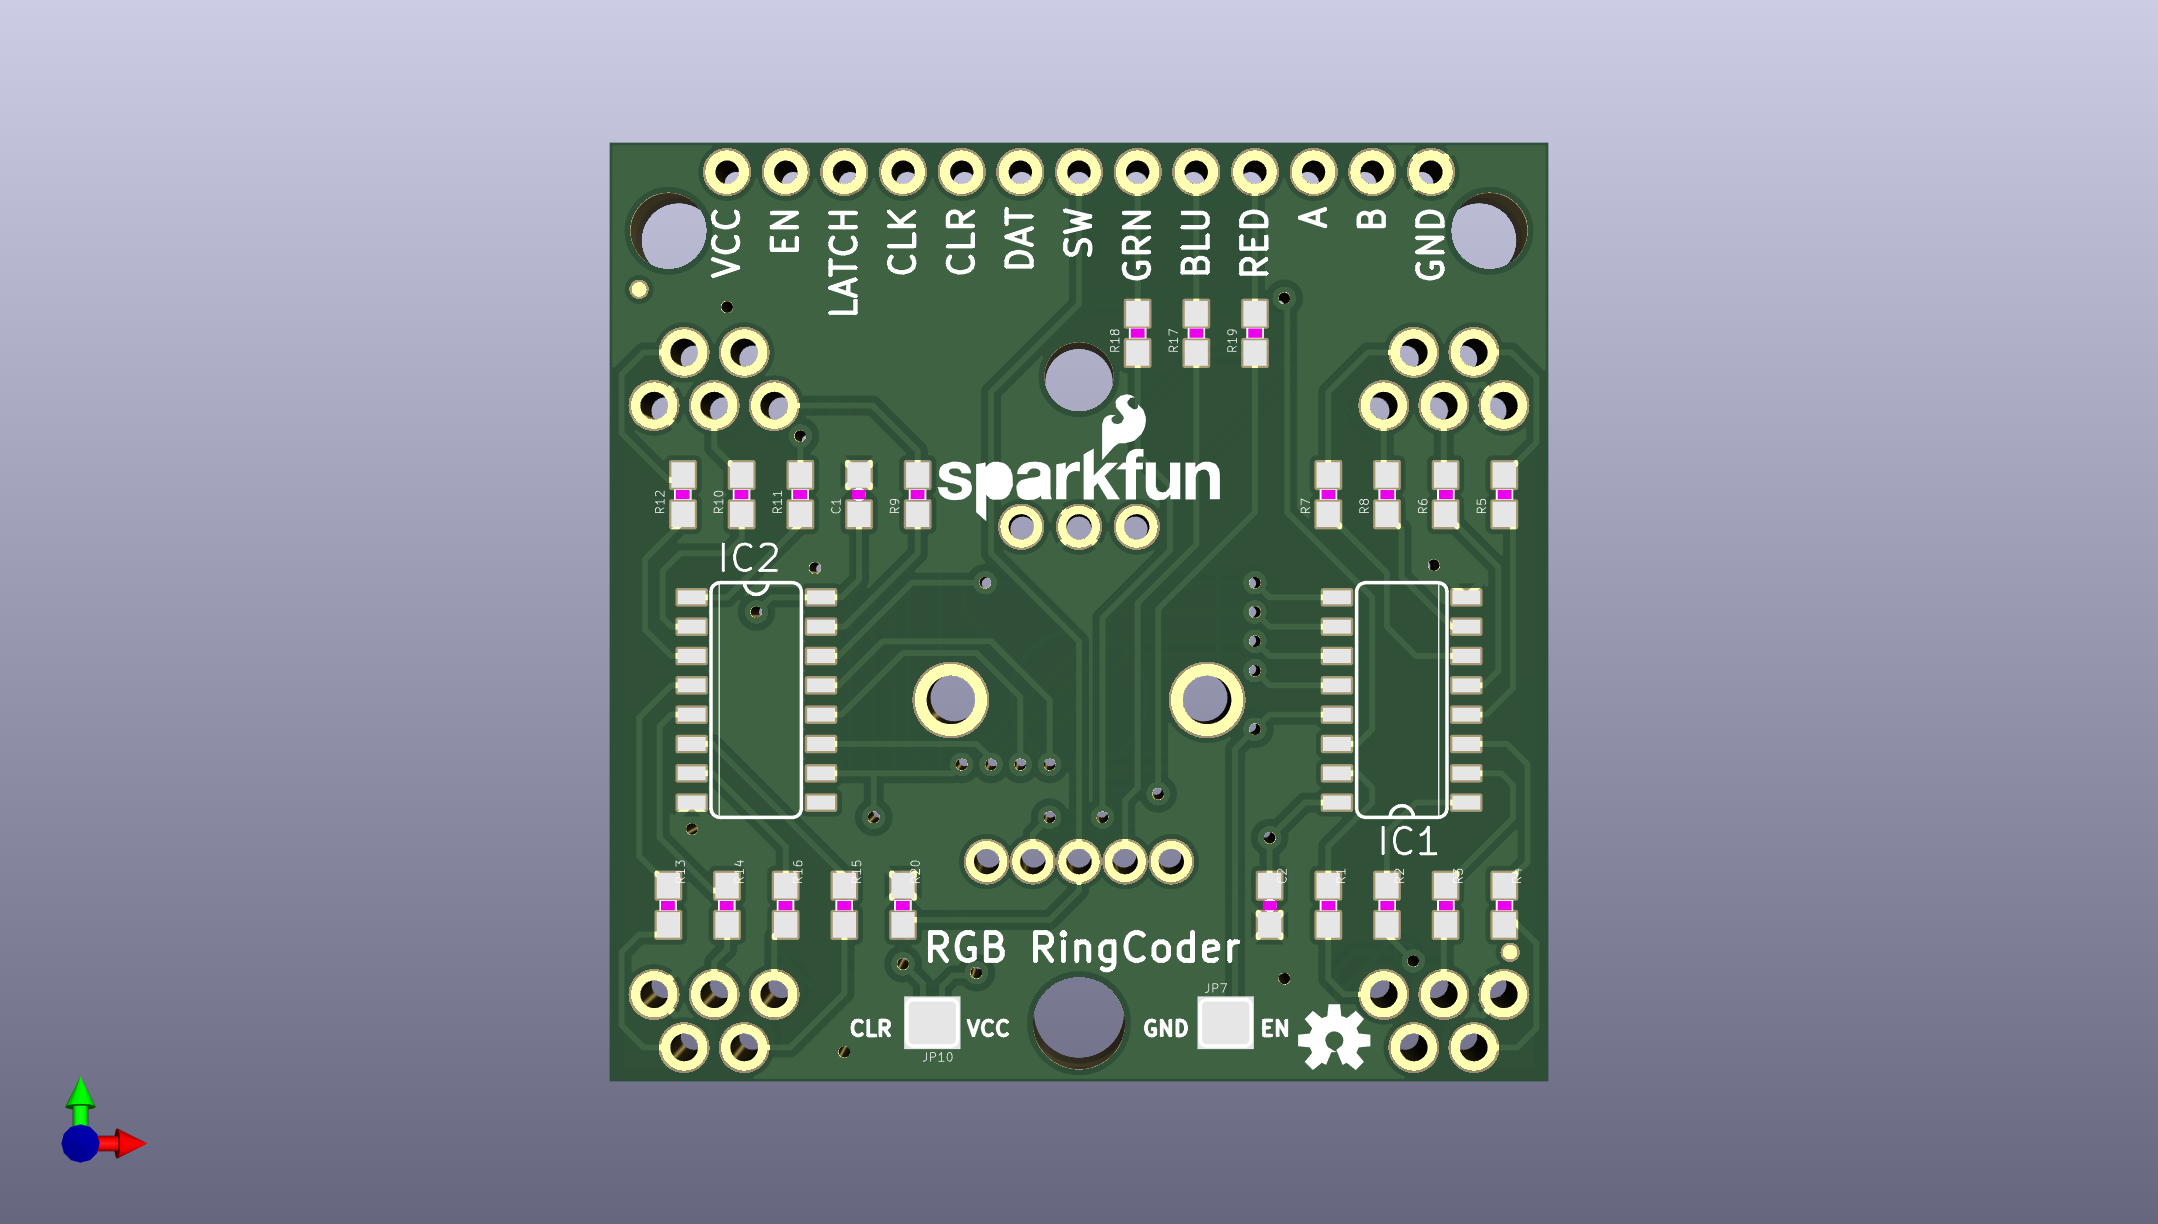 VCC EN LATCH CLK CLR DAT SW GRN BLU RED A B GND
R18 R17 R19
sparkfun
R12 R10 R11 C1 R9 R7 R8 R6 R5
IC2
IC1
R13 R14 R16 R15 R20 C2 R1 R2 R3 R4
RGB RingCoder
JP7
CLR VCC GND EN
JP10